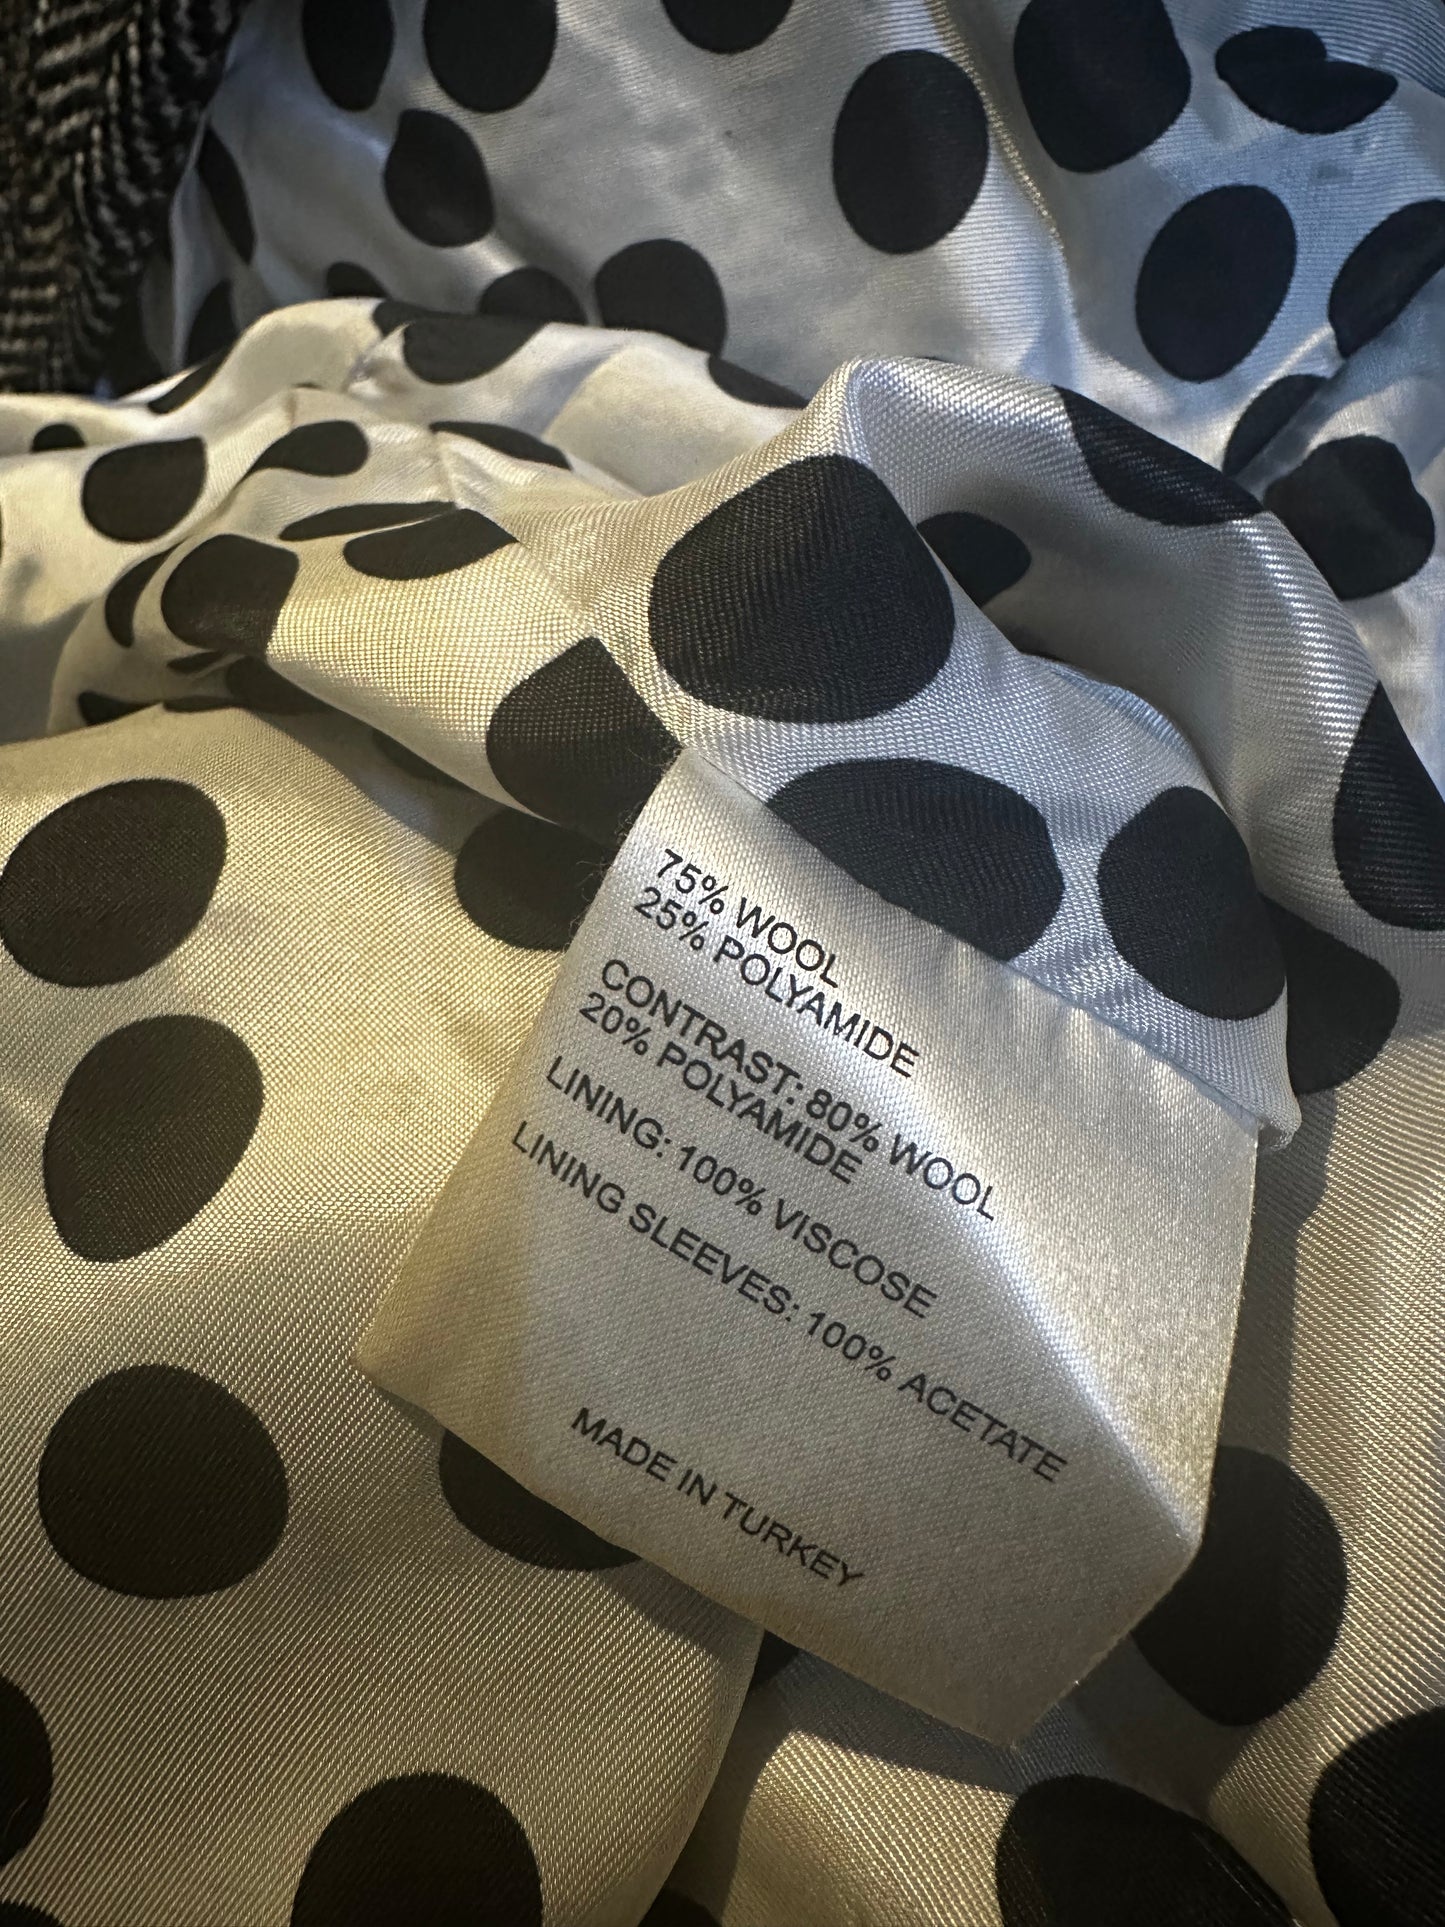 75% WOOL
25% POLYAMIDE
CONTRAST: 80% WOOL
20% POLYAMIDE
LINING: 100% VISCOSE
LINING SLEEVES: 100% ACETATE
MADE IN TURKEY